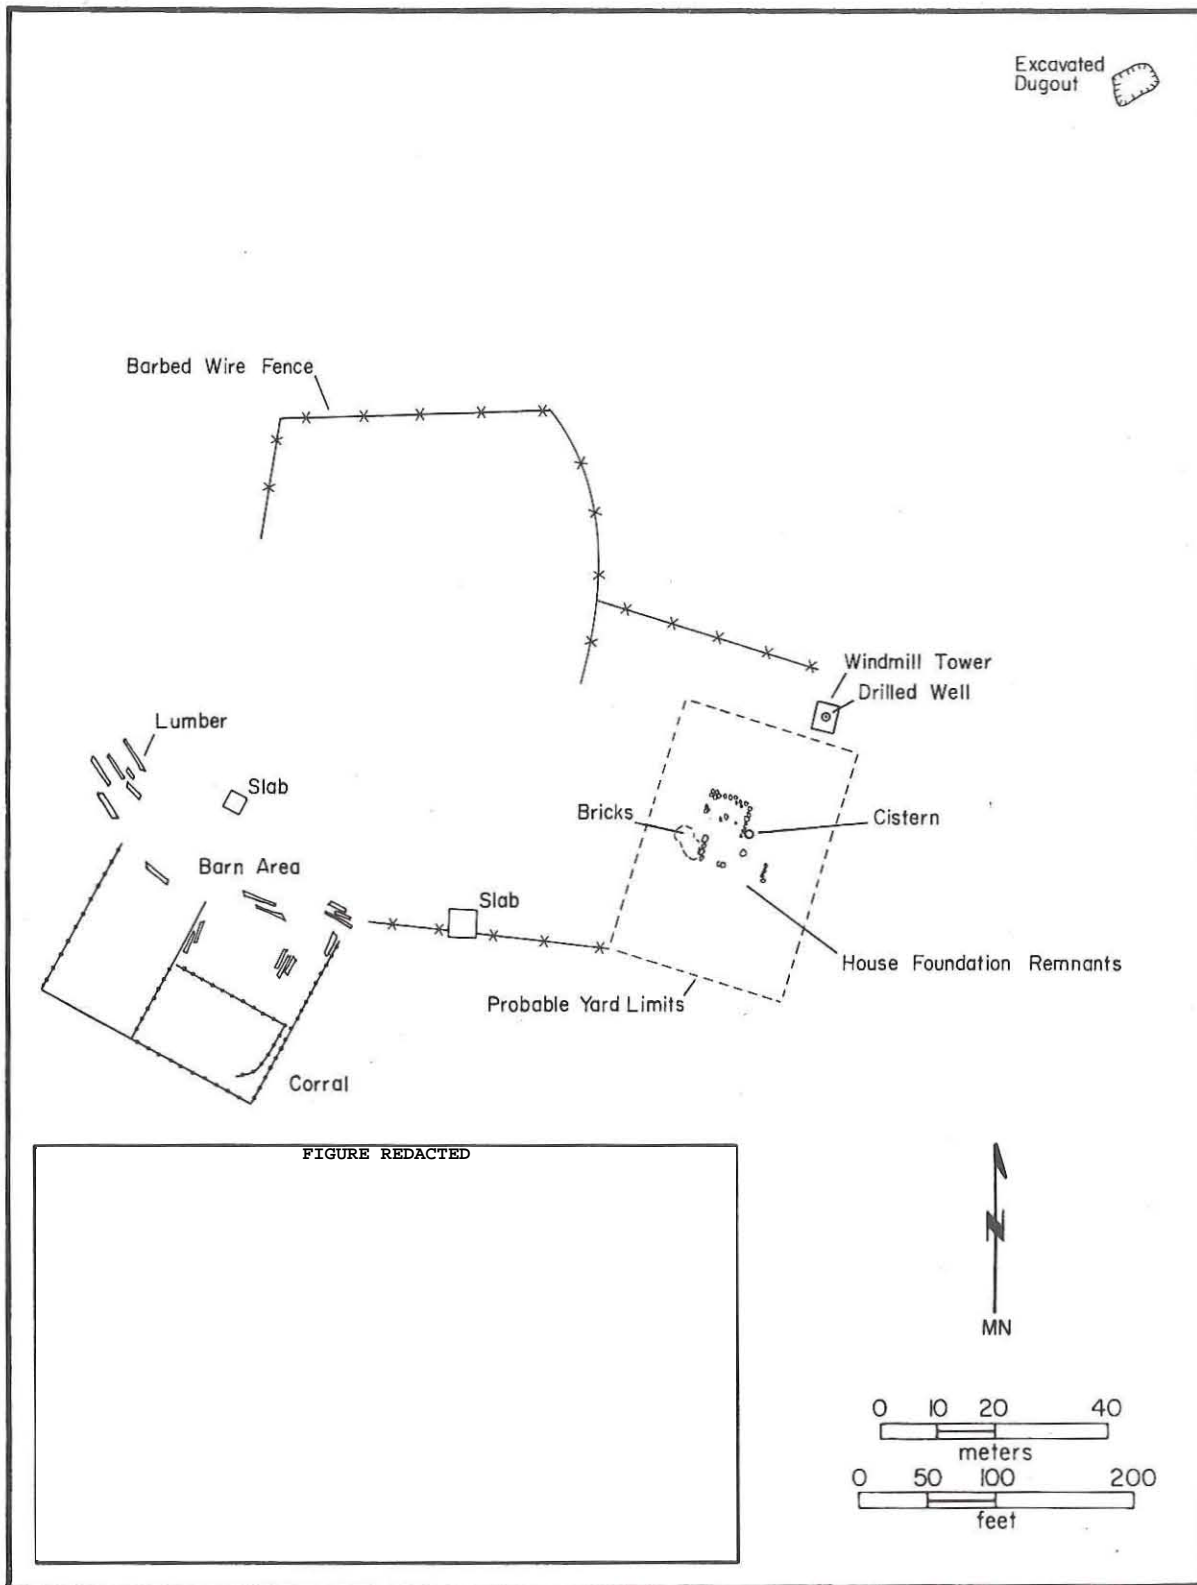 Excavated
Dugout
Barbed Wire Fence
Windmill Tower
Drilled Well
Lumber
Slab
Bricks
Cistern
Barn Area
Slab
House Foundation Remnants
Probable Yard Limits
Corral
FIGURE REDACTED
N
MN
0 10 20 40
meters
0 50 100 200
feet